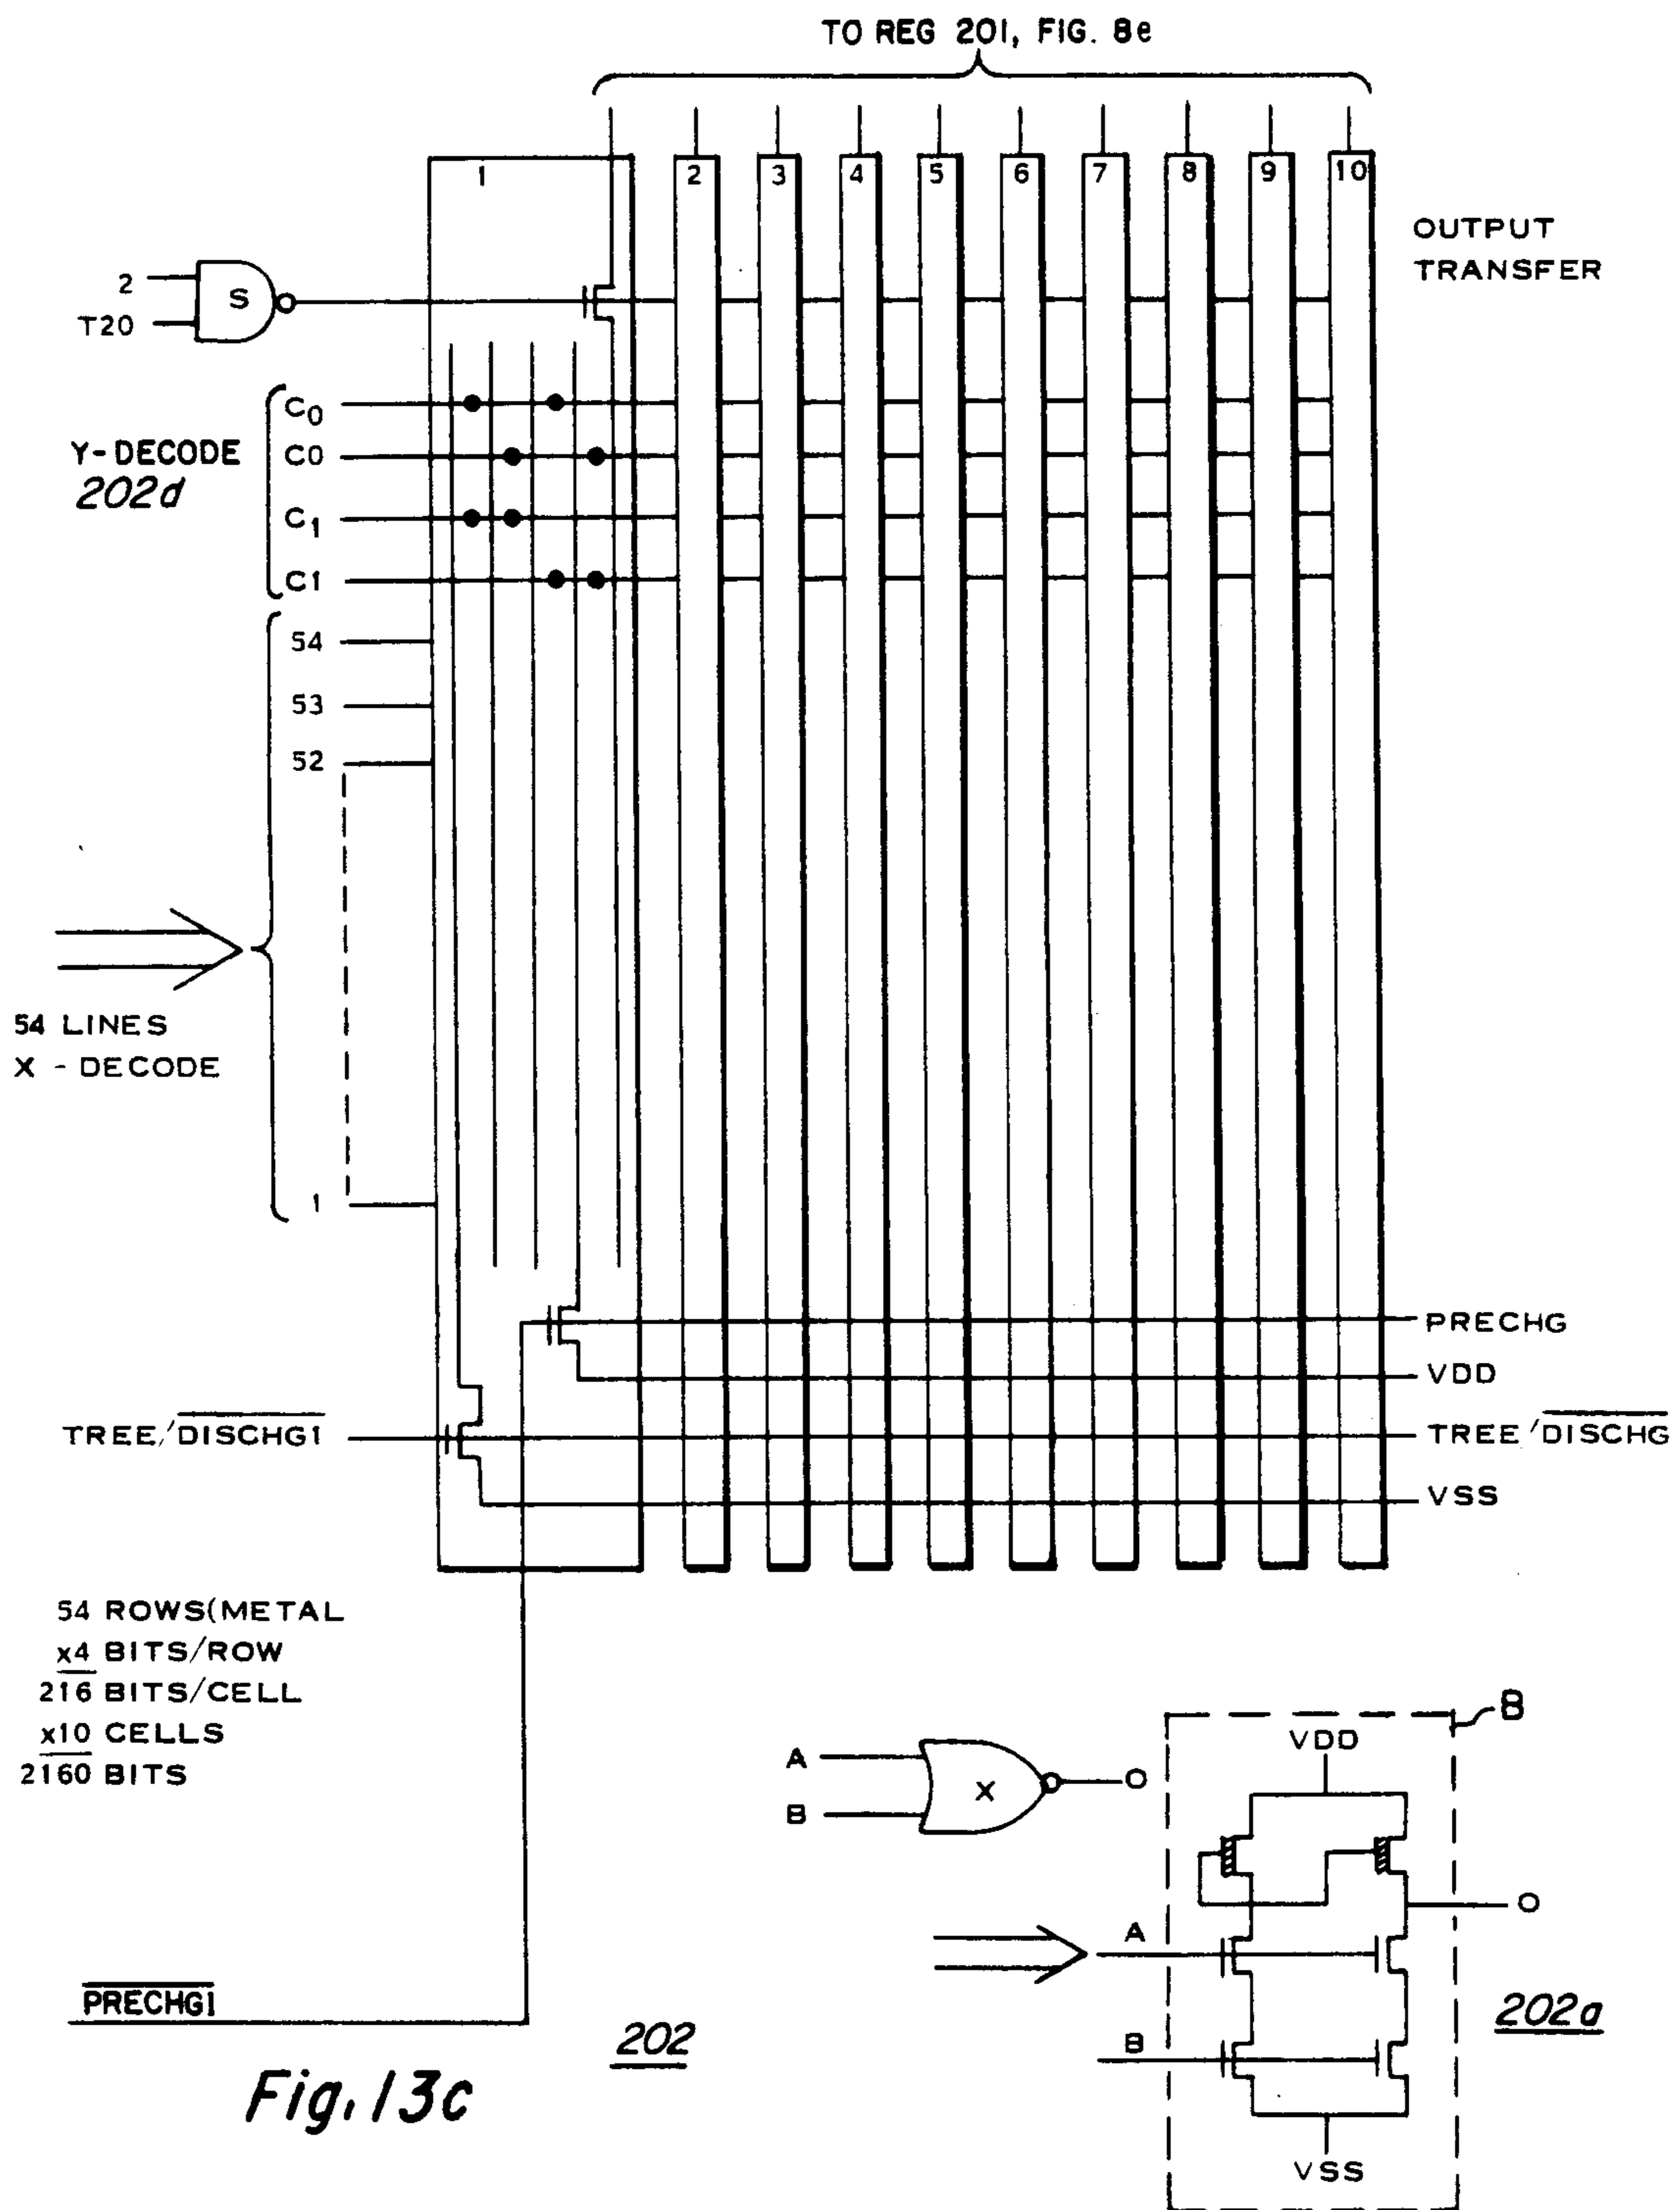 TO REG 201, FIG. 8e
1 2 3 4 5 6 7 8 9 10
OUTPUT
TRANSFER
2
T20
S
C0
C0
C1
C1
Y-DECODE
202d
54
53
52
1
54 LINES
X - DECODE
PRECHG
VDD
TREE/DISCHG1
TREE/DISCHG
VSS
54 ROWS(METAL
x4 BITS/ROW
216 BITS/CELL
x10 CELLS
2160 BITS
A
B
X
O
B
VDD
O
A
B
VSS
202a
PRECHG1
202
Fig. 13c